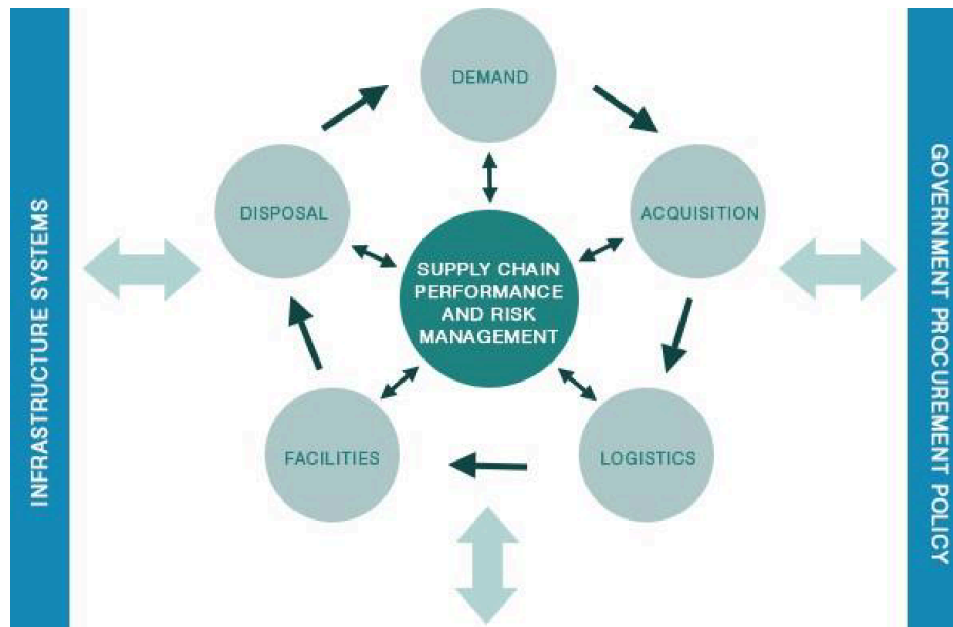 INFRASTRUCTURE SYSTEMS
DEMAND
DISPOSAL
ACQUISITION
SUPPLY CHAIN
PERFORMANCE
AND RISK
MANAGEMENT
FACILITIES
LOGISTICS
GOVERNMENT PROCUREMENT POLICY